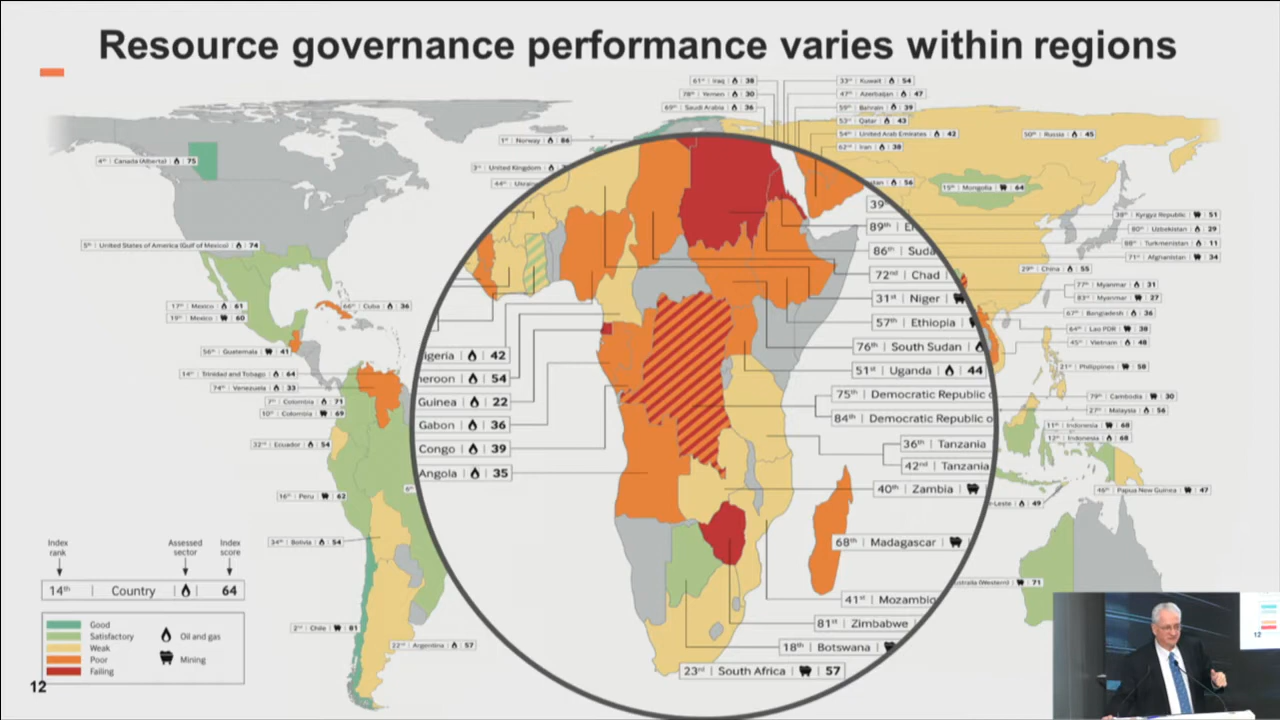 Resource governance performance varies within regions
61st | Iraq | 38
78th | Yemen | 30
69th | Saudi Arabia | 36
33rd | Kuwait | 54
47th | Azerbaijan | 47
59th | Bahrain | 39
53rd | Qatar | 43
54th | United Arab Emirates | 42
62nd | Iran | 38
50th | Russia | 45
1st | Norway | 86
3rd | United Kingdom
44th
4th | Canada (Alberta) | 75
56
15th | Mongolia | 64
39
89th
86th
72nd | Chad
31st | Niger
57th | Ethiopia
76th | South Sudan
51st | Uganda | 44
75th | Democratic Republic
84th | Democratic Republic
36th | Tanzania
42nd | Tanzania
40th | Zambia
68th | Madagascar
41st
81st | Zimbabwe
18th | Botswana
23rd | South Africa | 57
igeria | 42
meroon | 54
Guinea | 22
Gabon | 36
Congo | 39
Angola | 35
38th | Kyrgyz Republic | 51
80th | Uzbekistan | 29
88th | Turkmenistan | 11
71st | Afghanistan | 34
29th | China | 55
77th | Myanmar | 31
83rd | Myanmar | 27
67th | Bangladesh | 36
64th | Lao PDR | 38
45th | Vietnam | 48
21st | Philippines | 58
79th | Cambodia | 30
27th | Malaysia | 56
11th | Indonesia | 68
12th | Indonesia | 68
46th | Papua New Guinea | 47
-Leste | 49
(Western) | 71
5th | United States of America (Gulf of Mexico) | 74
17th | Mexico | 61
19th | Mexico | 60
66th | Cuba | 36
56th | Guatemala | 41
14th | Trinidad and Tobago | 64
74th | Venezuela | 33
7th | Colombia | 71
10th | Colombia | 69
32nd | Ecuador | 54
16th | Peru | 62
34th | Bolivia | 54
2nd | Chile | 81
22nd | Argentina | 57
Index rank
Assessed sector
Index score
14th | Country | 64
Good
Satisfactory
Weak
Poor
Failing
Oil and gas
Mining
12
12